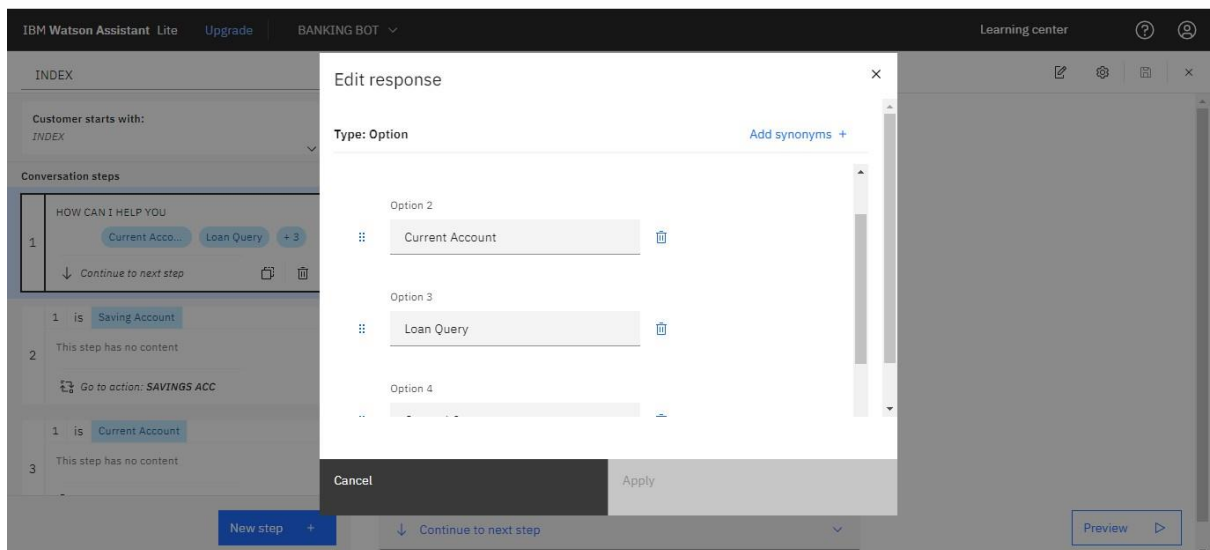 IBM Watson Assistant Lite Upgrade BANKING BOT Learning center
INDEX
Customer starts with:
INDEX
Conversation steps
1
HOW CAN I HELP YOU
Current Acco... Loan Query + 3
Continue to next step
2
1 is Saving Account
This step has no content
Go to action: SAVINGS ACC
3
1 is Current Account
This step has no content
New step +
Edit response
Type: Option Add synonyms +
Option 2
Current Account
Option 3
Loan Query
Option 4
Cancel Apply
Continue to next step
Preview